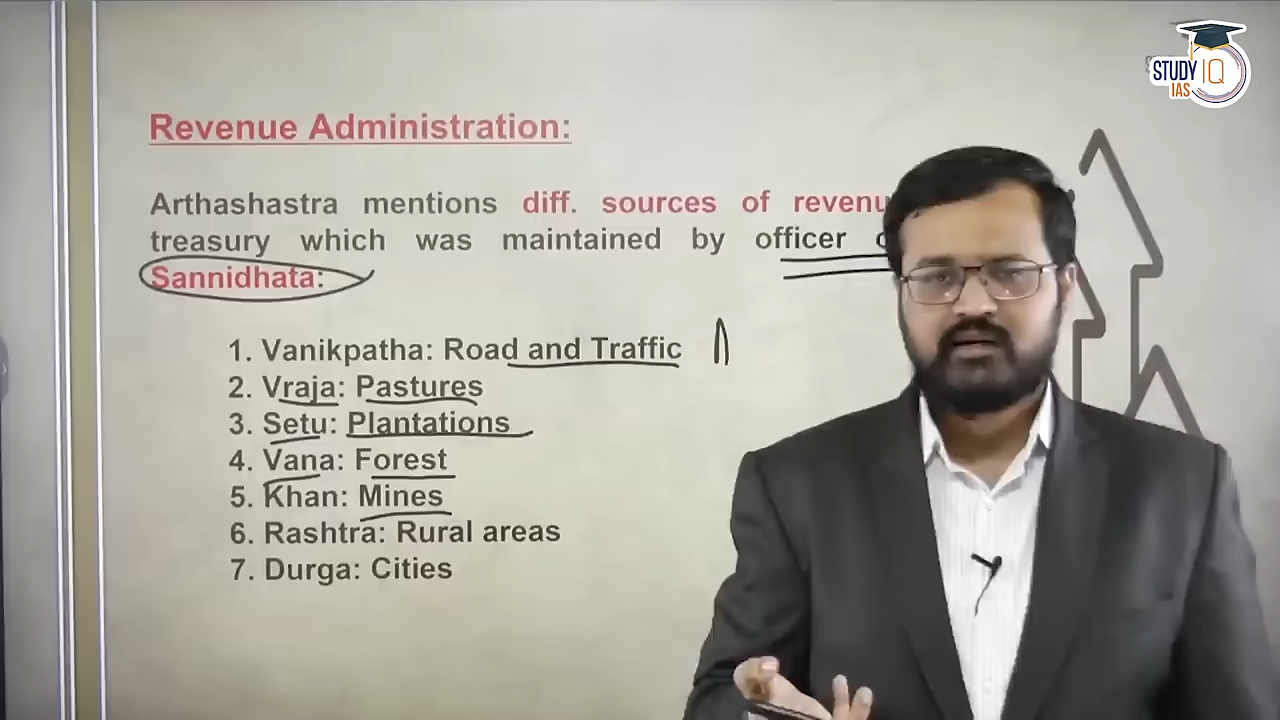 STUDY IQ
IAS
Revenue Administration:
Arthashastra mentions diff. sources of
treasury which was maintained by officer
Sannidhata:
1. Vanikpatha: Road and Traffic
2. Vraja: Pastures
3. Setu: Plantations
4. Vana: Forest
5. Khan: Mines
6. Rashtra: Rural areas
7. Durga: Cities